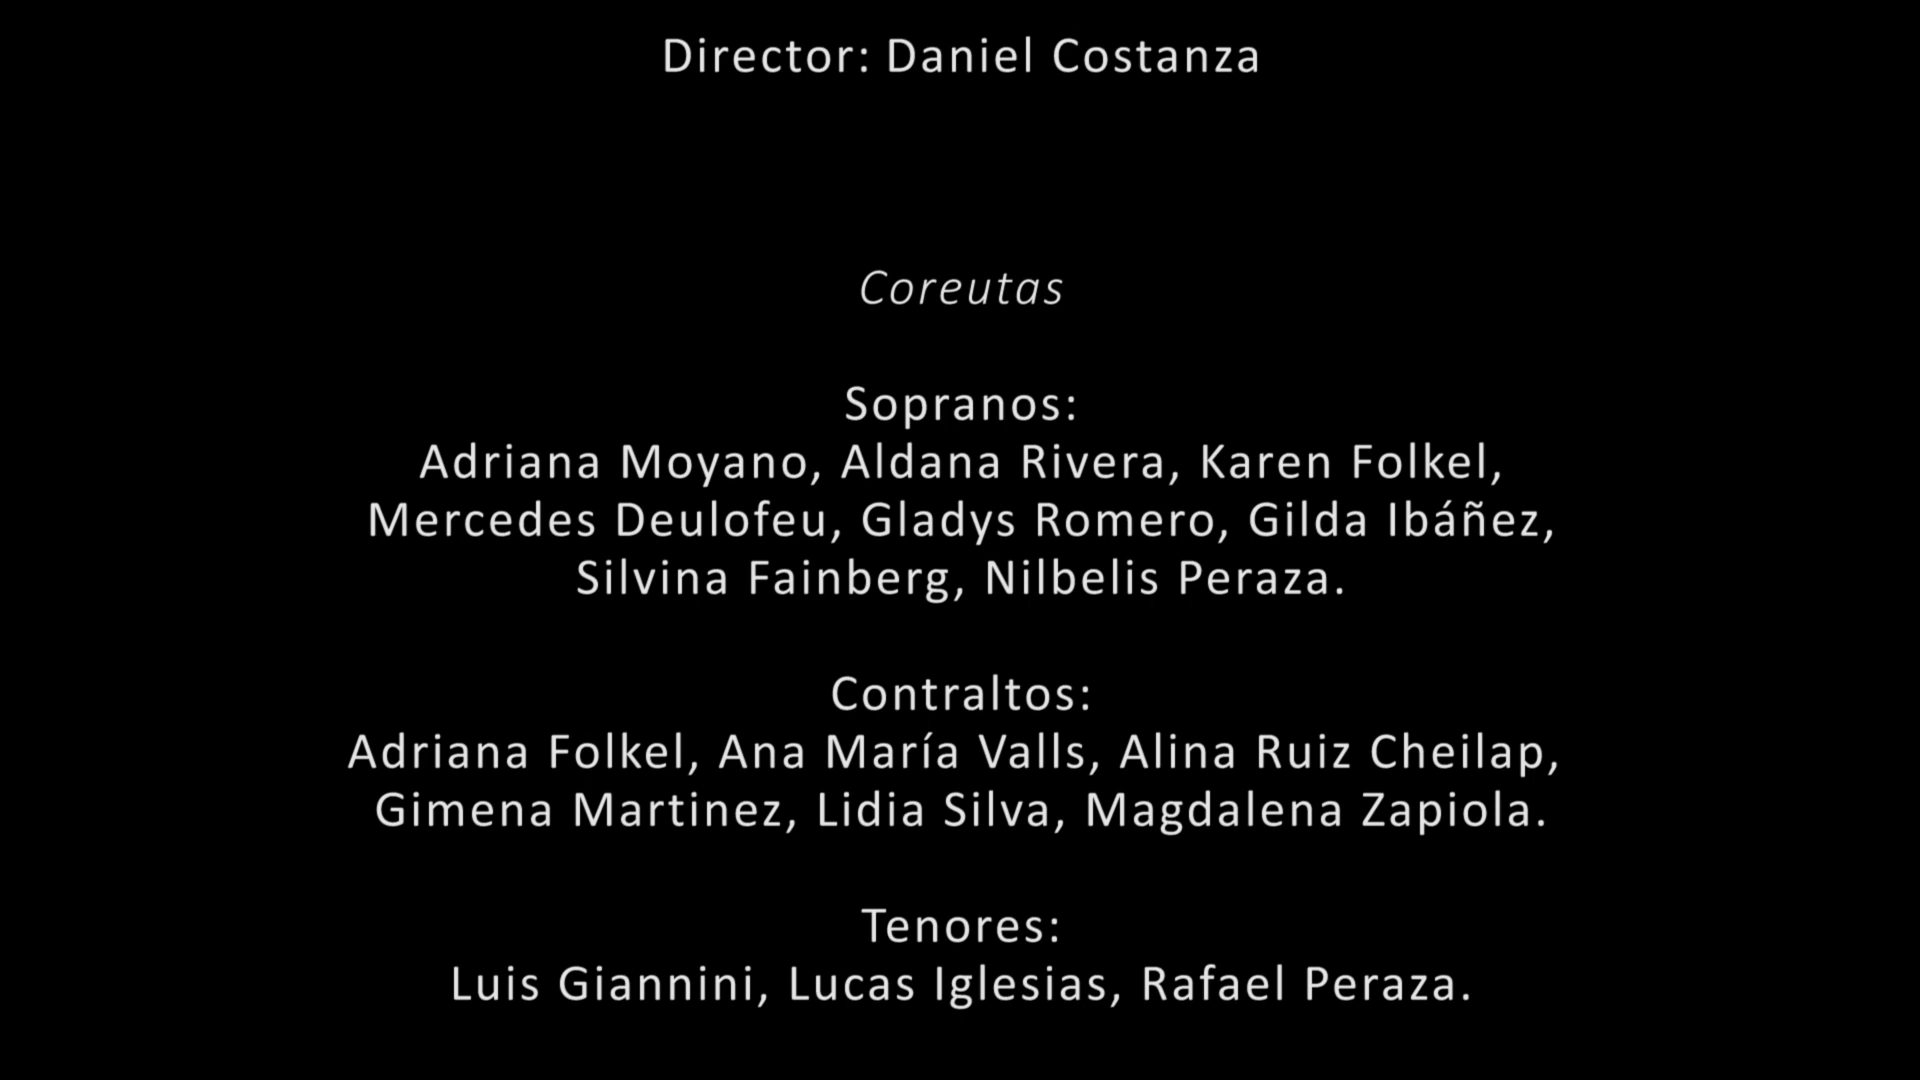 Director: Daniel Costanza
Coreutas
Sopranos:
Adriana Moyano, Aldana Rivera, Karen Folkel,
Mercedes Deulofeu, Gladys Romero, Gilda Ibáñez,
Silvina Fainberg, Nilbelis Peraza.
Contraltos:
Adriana Folkel, Ana María Valls, Alina Ruiz Cheilap,
Gimena Martinez, Lidia Silva, Magdalena Zapiola.
Tenores:
Luis Giannini, Lucas Iglesias, Rafael Peraza.